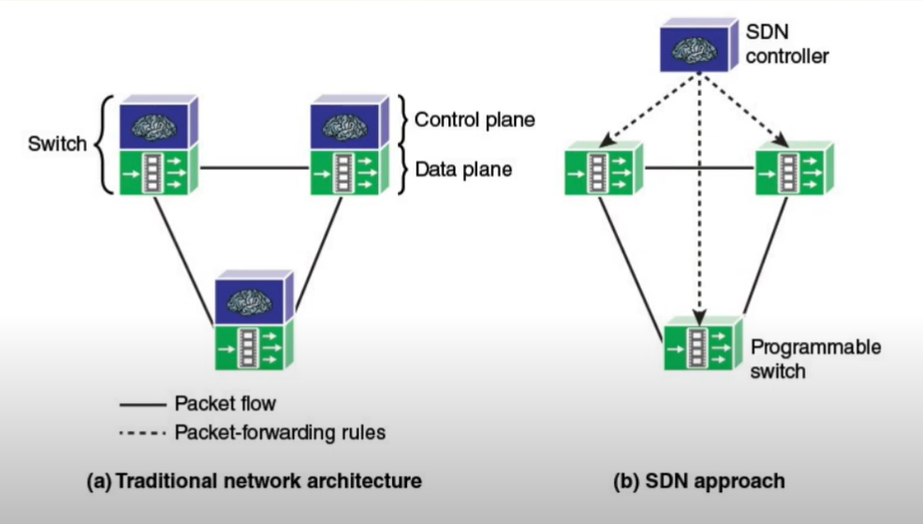 SDN
controller
Switch
Control plane
Data plane
Programmable
switch
Packet flow
Packet-forwarding rules
(a) Traditional network architecture
(b) SDN approach